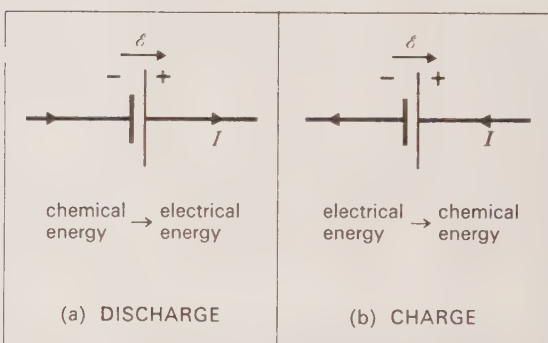 ℰ
− +
I
chemical energy → electrical energy
(a) DISCHARGE
ℰ
− +
I
electrical energy → chemical energy
(b) CHARGE